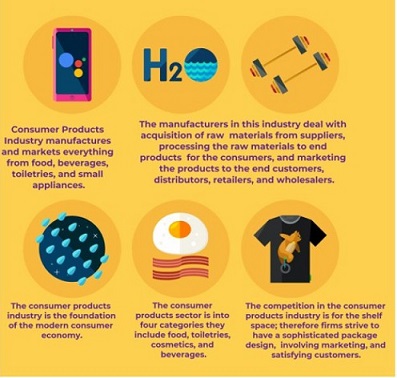 H2O
Consumer Products
Industry manufactures
and markets everything
from food, beverages,
toiletries, and small
appliances.
The manufacturers in this industry deal with
acquisition of raw materials from suppliers,
processing the raw materials to end
products for the consumers, and marketing
the products to the end customers,
distributors, retailers, and wholesalers.
The consumer products
industry is the foundation
of the modern consumer
economy.
The consumer
products sector is into
four categories they
include food, toiletries,
cosmetics, and
beverages.
The competition in the consumer
products industry is for the shelf
space; therefore firms strive to
have a sophisticated package
design, involving marketing, and
satisfying customers.